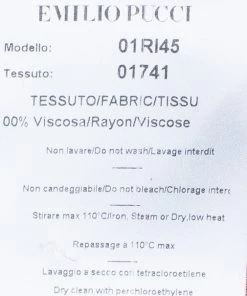 EMILIO PUCCI
Modello: 01RI45
Tessuto: 01741
TESSUTO/FABRIC/TISSU
00% Viscosa/Rayon/Viscose
Non lavare/Do not wash/Lavage interdit
Non candeggiabile/Do not bleach/Chlorage interd
Stirare max 110°C/Iron, Steam or Dry,low heat
Repassage à 110°C max
Lavaggio a secco con tetracloroetilene
Dry clean with perchloroethylene